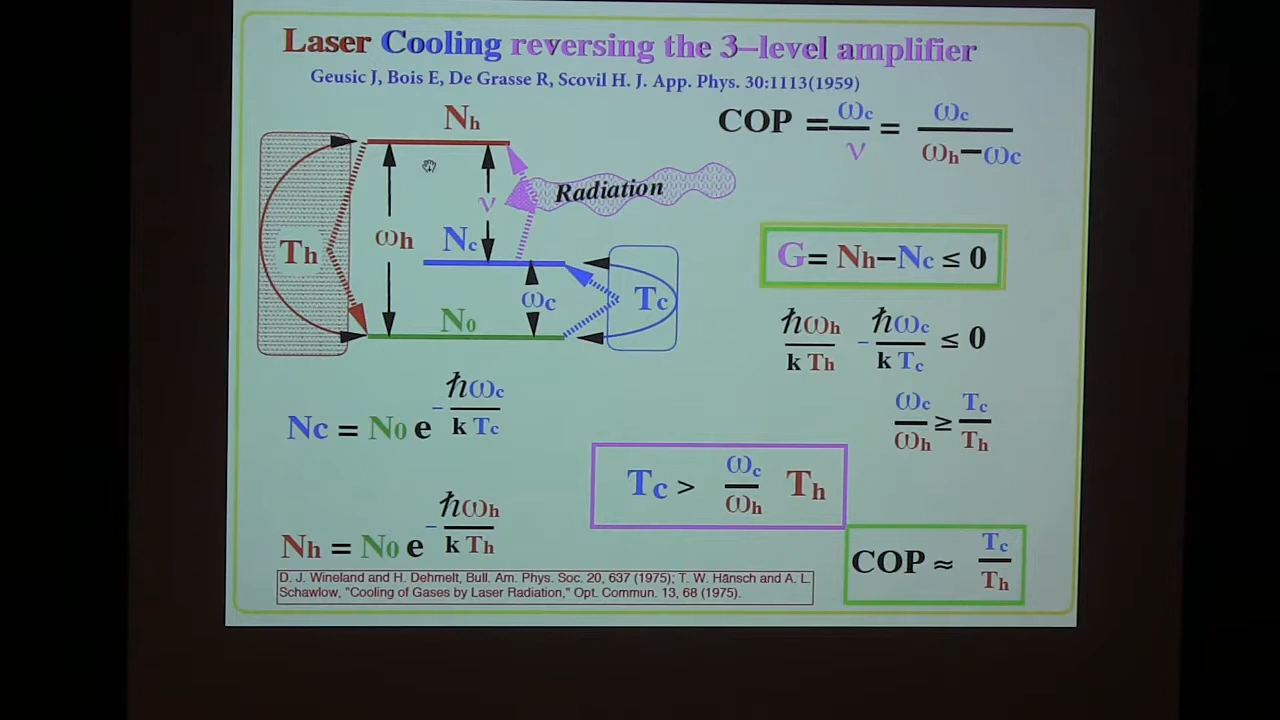 Laser Cooling reversing the 3-level amplifier
Geusic J, Bois E, De Grasse R, Scovil H. J. App. Phys. 30:1113(1959)
Nh
COP = ωc/ν = ωc/(ωh−ωc)
Radiation
ν
Th
ωh
Nc
G = Nh−Nc ≤ 0
ωc
Tc
N0
ħωh/k Th - ħωc/k Tc ≤ 0
Nc = N0 e^(-ħωc/k Tc)
ωc/ωh ≥ Tc/Th
Tc > ωc/ωh Th
Nh = N0 e^(-ħωh/k Th)
COP ≈ Tc/Th
D. J. Wineland and H. Dehmelt, Bull. Am. Phys. Soc. 20, 637 (1975); T. W. Hänsch and A. L.
Schawlow, "Cooling of Gases by Laser Radiation," Opt. Commun. 13, 68 (1975).